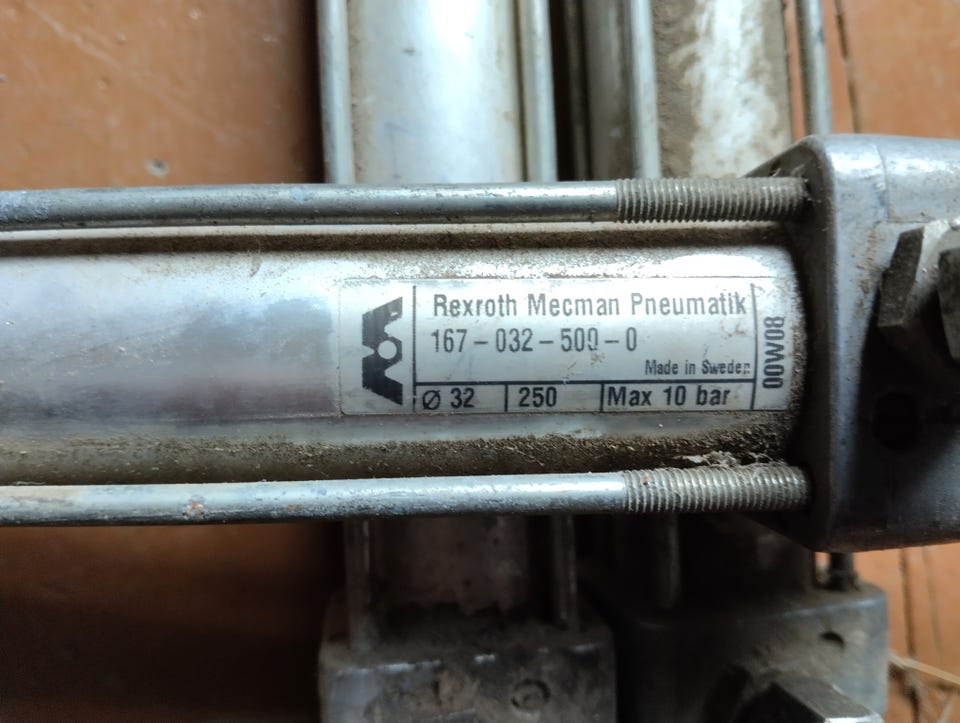 Rexroth Mecman Pneumatik
167-032-500-0
Made in Sweden
Ø 32 250 Max 10 bar
00W08